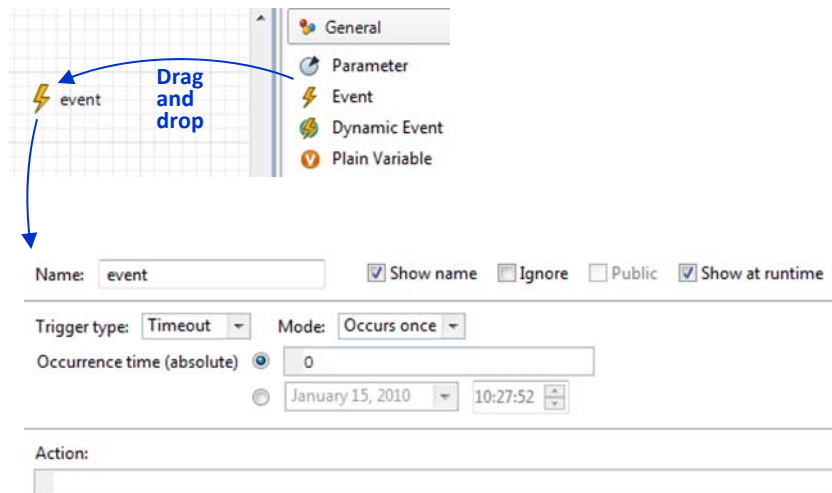 General
Parameter
Drag
and
drop
event
Event
Dynamic Event
V Plain Variable
Name: event Show name Ignore Public Show at runtime
Trigger type: Timeout Mode: Occurs once
Occurrence time (absolute) 0
January 15, 2010 10:27:52
Action: